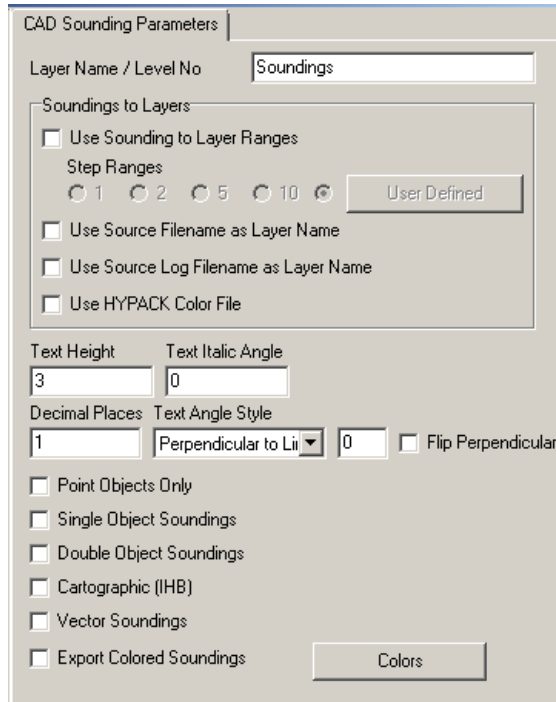 CAD Sounding Parameters
Layer Name / Level No Soundings
Soundings to Layers
Use Sounding to Layer Ranges
Step Ranges
1 2 5 10 User Defined
Use Source Filename as Layer Name
Use Source Log Filename as Layer Name
Use HYPACK Color File
Text Height Text Italic Angle
3 0
Decimal Places Text Angle Style
1 Perpendicular to Lir 0 Flip Perpendicular
Point Objects Only
Single Object Soundings
Double Object Soundings
Cartographic (IHB)
Vector Soundings
Export Colored Soundings Colors